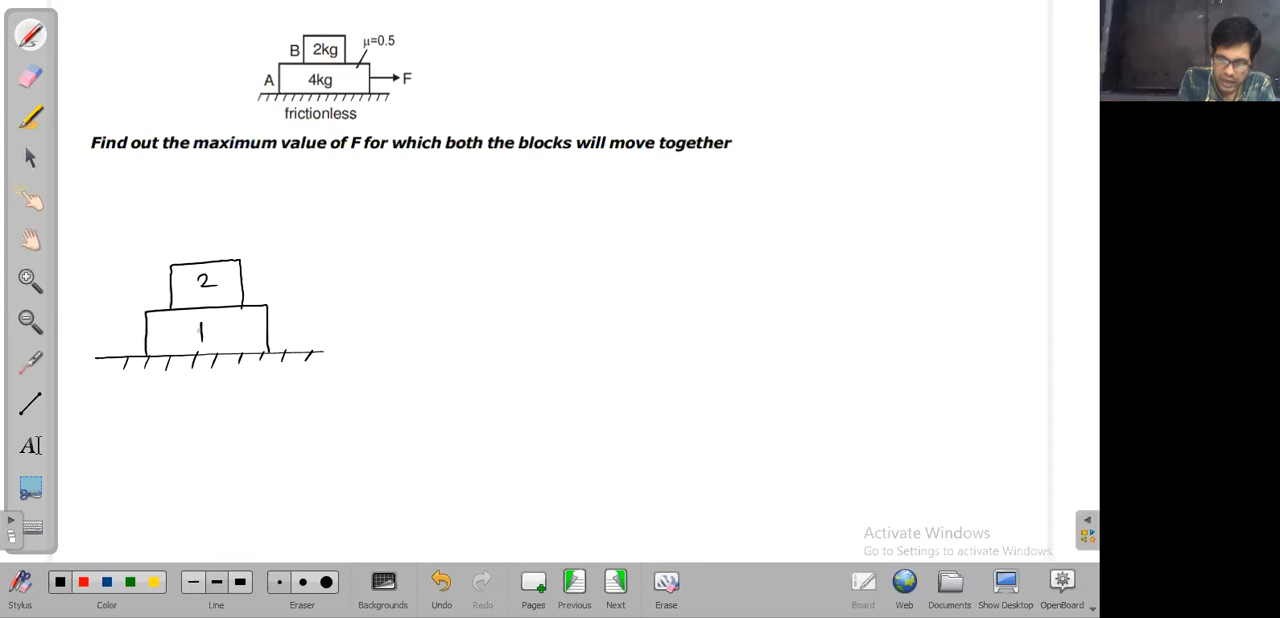 μ=0.5
B 2kg
A 4kg F
frictionless
Find out the maximum value of F for which both the blocks will move together
2
1
A
Activate Windows
Go to Settings to activate Windows.
Stylus Color Line Eraser Backgrounds Undo Redo Pages Previous Next Erase Board Web Documents Show Desktop OpenBoard